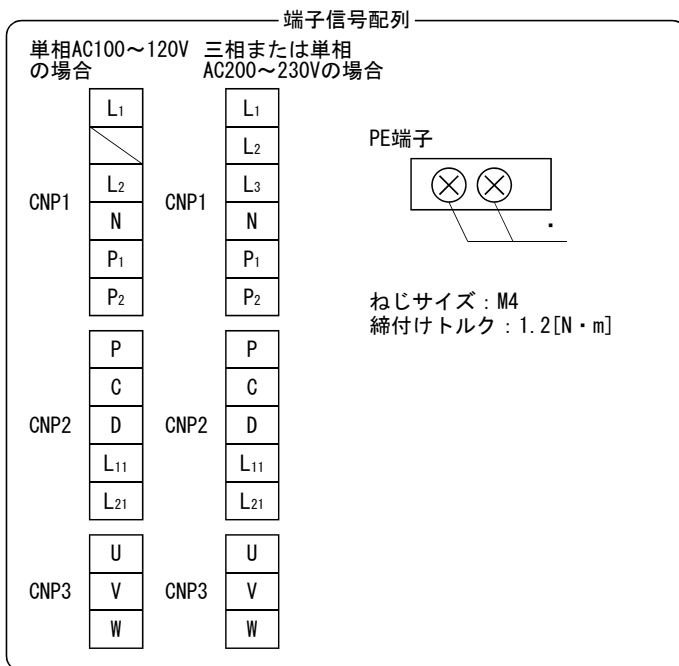 端子信号配列
単相AC100～120V
の場合
三相または単相
AC200～230Vの場合
CNP1
L1
L2
N
P1
P2
CNP1
L1
L2
L3
N
P1
P2
CNP2
P
C
D
L11
L21
CNP2
P
C
D
L11
L21
CNP3
U
V
W
CNP3
U
V
W
PE端子
ねじサイズ：M4
締付けトルク：1.2[N・m]